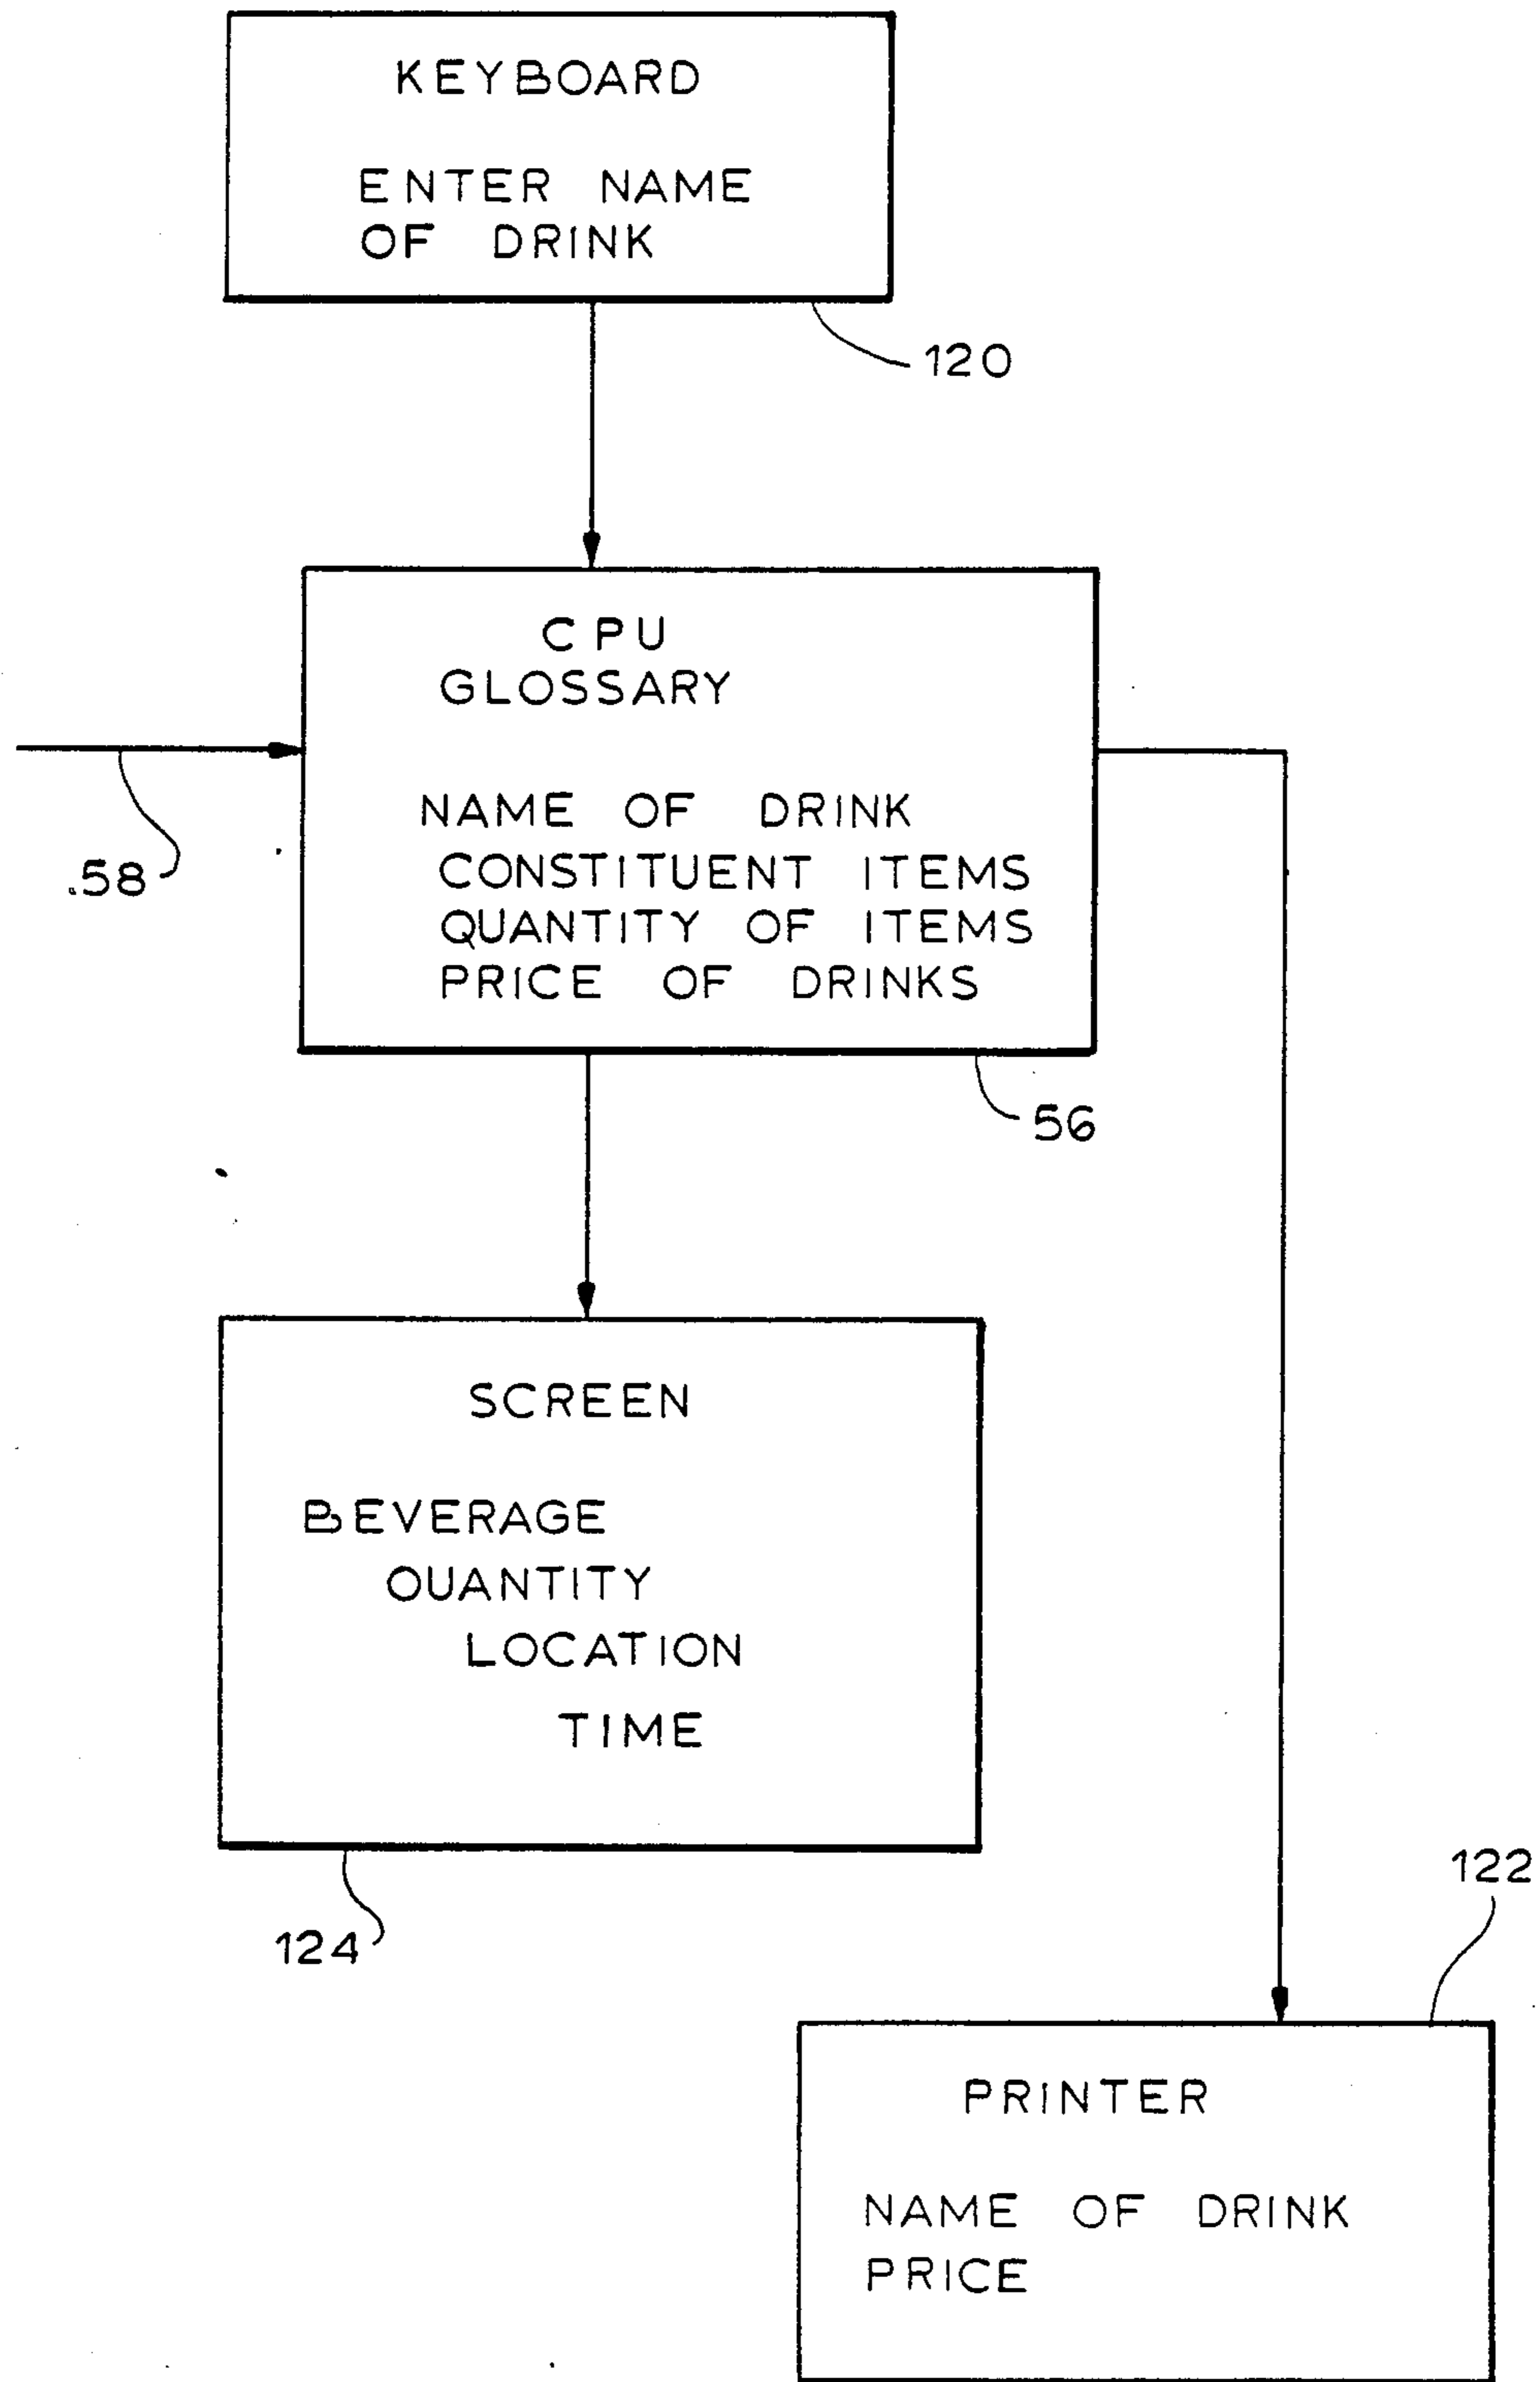 KEYBOARD
ENTER NAME
OF DRINK
120
CPU
GLOSSARY
NAME OF DRINK
CONSTITUENT ITEMS
QUANTITY OF ITEMS
PRICE OF DRINKS
58
56
SCREEN
BEVERAGE
OUANTITY
LOCATION
TIME
124
122
PRINTER
NAME OF DRINK
PRICE